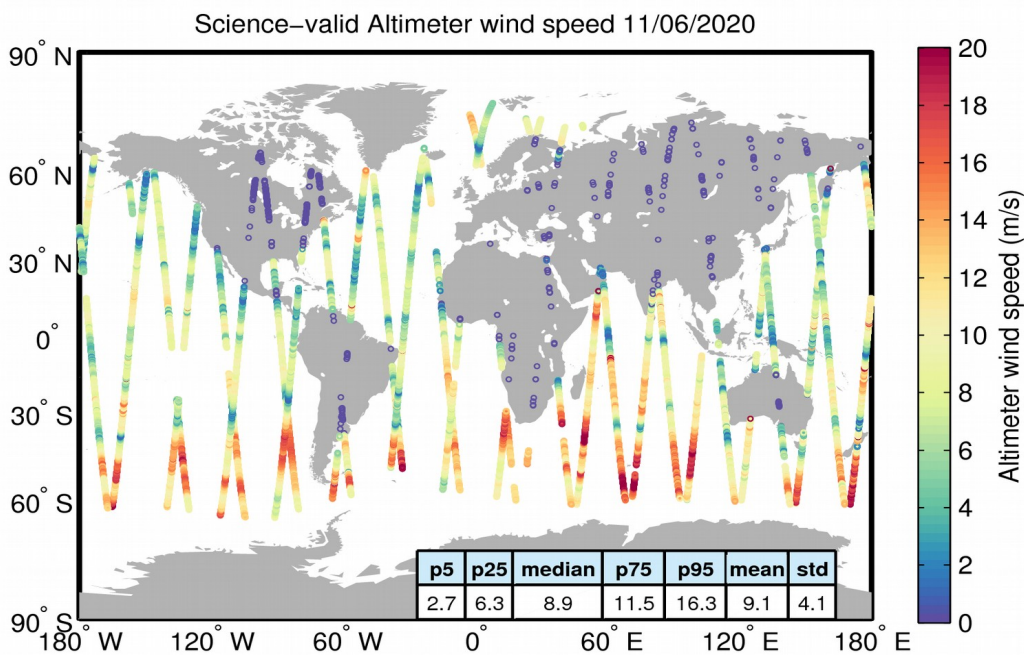 Science−valid Altimeter wind speed 11/06/2020
90° N
60° N
30° N
0°
30° S
60° S
90° S
180° W
120° W
60° W
0°
60° E
120° E
180° E
20
18
16
14
12
10
8
6
4
2
0
Altimeter wind speed (m/s)
p5 p25 median p75 p95 mean std
2.7 6.3 8.9 11.5 16.3 9.1 4.1